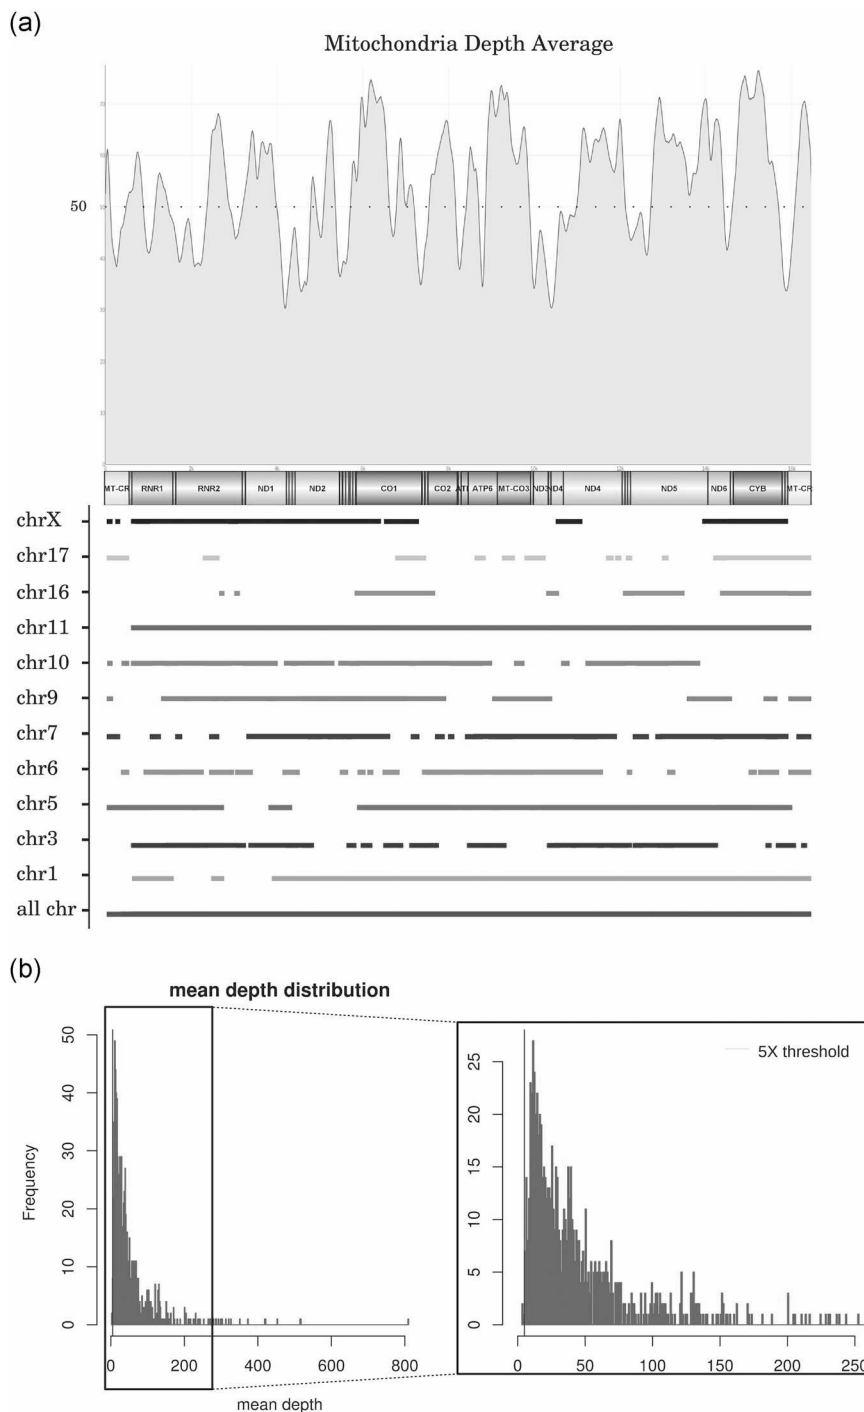 (a)
Mitochondria Depth Average
50
MT-CR RNR1 RNR2 ND1 ND2 CO1 CO2 ATP6 MT-CO3 ND3 ND4 ND5 ND6 CYB MT-CR
chrX
chr17
chr16
chr11
chr10
chr9
chr7
chr6
chr5
chr3
chr1
all chr
(b)
mean depth distribution
Frequency
50
40
30
20
10
0
0 200 400 600 800
mean depth
5X threshold
25
20
15
10
5
0
0 50 100 150 200 250